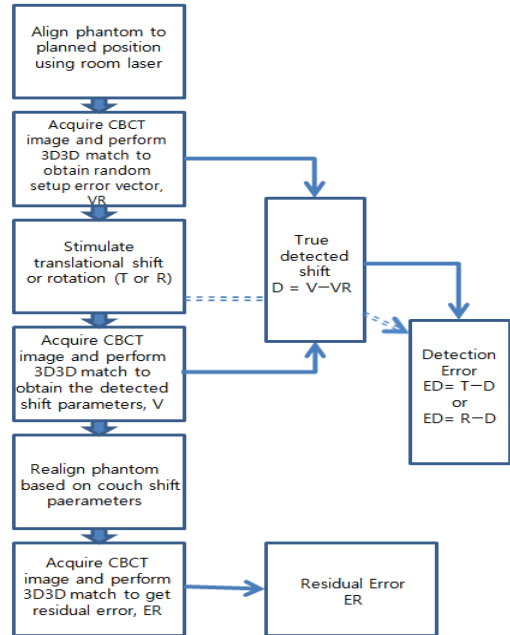 Align phantom to
planned position
using room laser
Acquire CBCT
image and perform
3D3D match to
obtain random
setup error vector,
VR
Stimulate
translational shift
or rotation (T or R)
Acquire CBCT
image and perform
3D3D match to
obtain the detected
shift parameters, V
Realign phantom
based on couch shift
paerameters
Acquire CBCT
image and perform
3D3D match to get
residual error, ER
True
detected
shift
D = V−VR
Detection
Error
ED= T−D
or
ED= R−D
Residual Error
ER